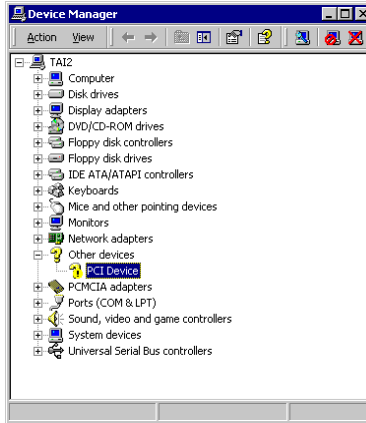 Device Manager
Action View
TAI2
Computer
Disk drives
Display adapters
DVD/CD-ROM drives
Floppy disk controllers
Floppy disk drives
IDE ATA/ATAPI controllers
Keyboards
Mice and other pointing devices
Monitors
Network adapters
Other devices
PCI Device
PCMCIA adapters
Ports (COM & LPT)
Sound, video and game controllers
System devices
Universal Serial Bus controllers